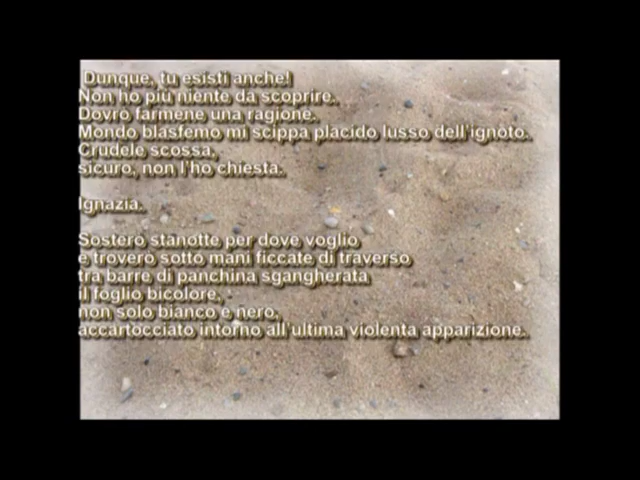 Dunque, tu esisti anche!
Non ho più niente da scoprire.
Dovrò farmene una ragione.
Mondo blasfemo mi scippa placido lusso dell'ignoto.
Crudele scossa,
sicuro, non l'ho chiesta.
Ignazia.
Sosterò stanotte per dove voglio
e troverò sotto mani ficcate di traverso
tra barre di panchina sgangherata
il foglio bicolore,
non solo bianco e nero,
accartocciato intorno all'ultima violenta apparizione.